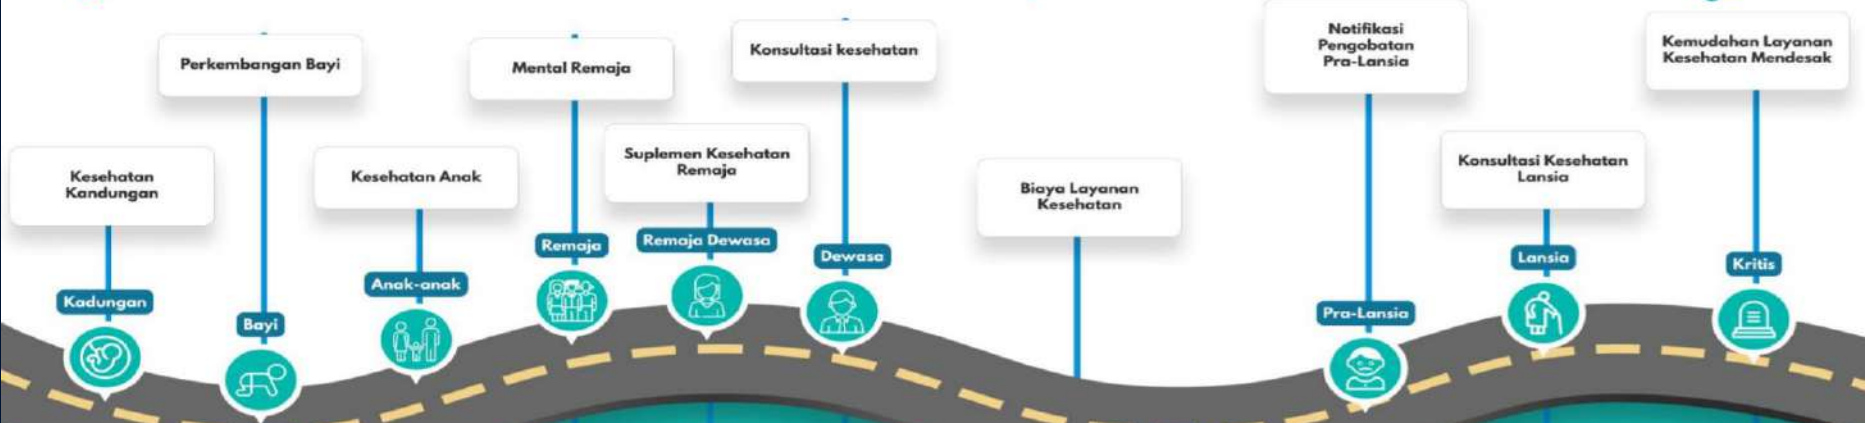 Kesehatan
Kandungan
Kadungan
Perkembangan Bayi
Bayi
Kesehatan Anak
Anak-anak
Mental Remaja
Remaja
Suplemen Kesehatan
Remaja
Remaja Dewasa
Konsultasi kesehatan
Dewasa
Biaya Layanan
Kesehatan
Notifikasi
Pengobatan
Pra-Lansia
Pra-Lansia
Konsultasi Kesehatan
Lansia
Lansia
Kemudahan Layanan
Kesehatan Mendesak
Kritis